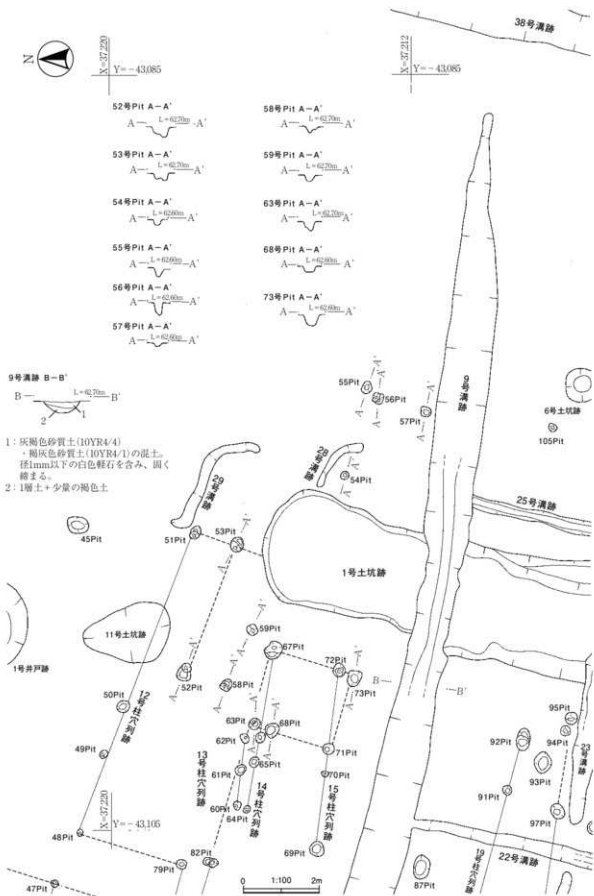 38号溝跡
N
X=37,220
Y=－43,085
X=37,212
Y=－43,085
52号Pit A－A'
A L=62.70m A'
53号Pit A－A'
A L=62.70m A'
54号Pit A－A'
A L=62.60m A'
55号Pit A－A'
A L=62.60m A'
56号Pit A－A'
A L=62.60m A'
57号Pit A－A'
A L=62.60m A'
58号Pit A－A'
A L=62.70m A'
59号Pit A－A'
A L=62.70m A'
63号Pit A－A'
A L=62.70m A'
68号Pit A－A'
A L=62.60m A'
73号Pit A－A'
A L=62.60m A'
9号溝跡 B－B'
B L=62.70m B'
2 1
1：灰褐色砂質土(10YR4/4)
・褐灰色砂質土(10YR4/1)の混土。
径1mm以下の白色軽石を含み、固く
締まる。
2：1層土＋少量の褐色土
55Pit
A'
A
56Pit
A'
A
57Pit
A'
A
9号溝跡
6号土坑跡
105Pit
29号溝跡
28号溝跡
54Pit
A'
A
25号溝跡
45Pit
51Pit
53Pit
A'
A
1号土坑跡
11号土坑跡
1号井戸跡
59Pit
A'
67Pit
72Pit
A'
73Pit
A
52Pit
A
58Pit
B
B'
50Pit
12号柱穴列跡
63Pit
68Pit
62Pit
71Pit
95Pit
92Pit
94Pit
23号溝跡
49Pit
13号柱穴列跡
61Pit
65Pit
70Pit
93Pit
14号柱穴列跡
15号柱穴列跡
91Pit
60Pit
64Pit
97Pit
48Pit
X=37,220
Y=－43,105
79Pit
82Pit
69Pit
19号柱穴列跡
22号溝跡
47Pit
87Pit
0 1:100 2m